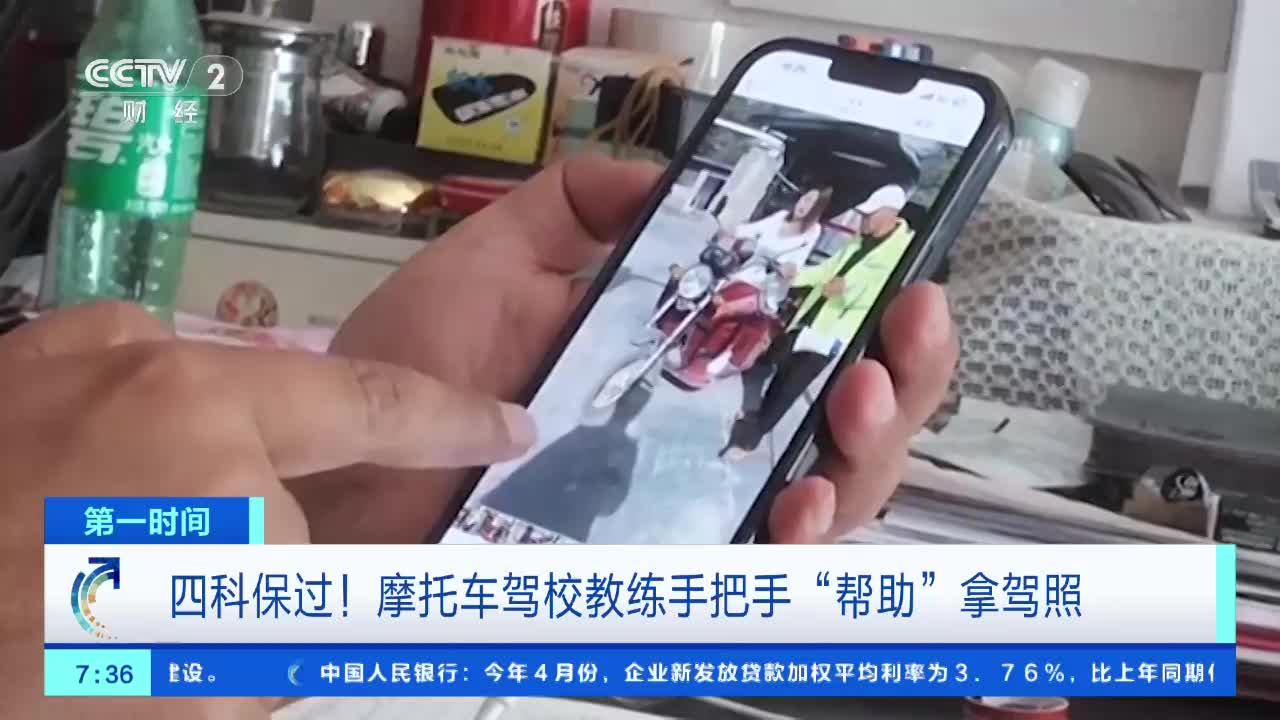 CCTV 2
财 经
碧
第一时间
四科保过！摩托车驾校教练手把手“帮助”拿驾照
7:36
建设。 中国人民银行：今年4月份，企业新发放贷款加权平均利率为3．76%，比上年同期